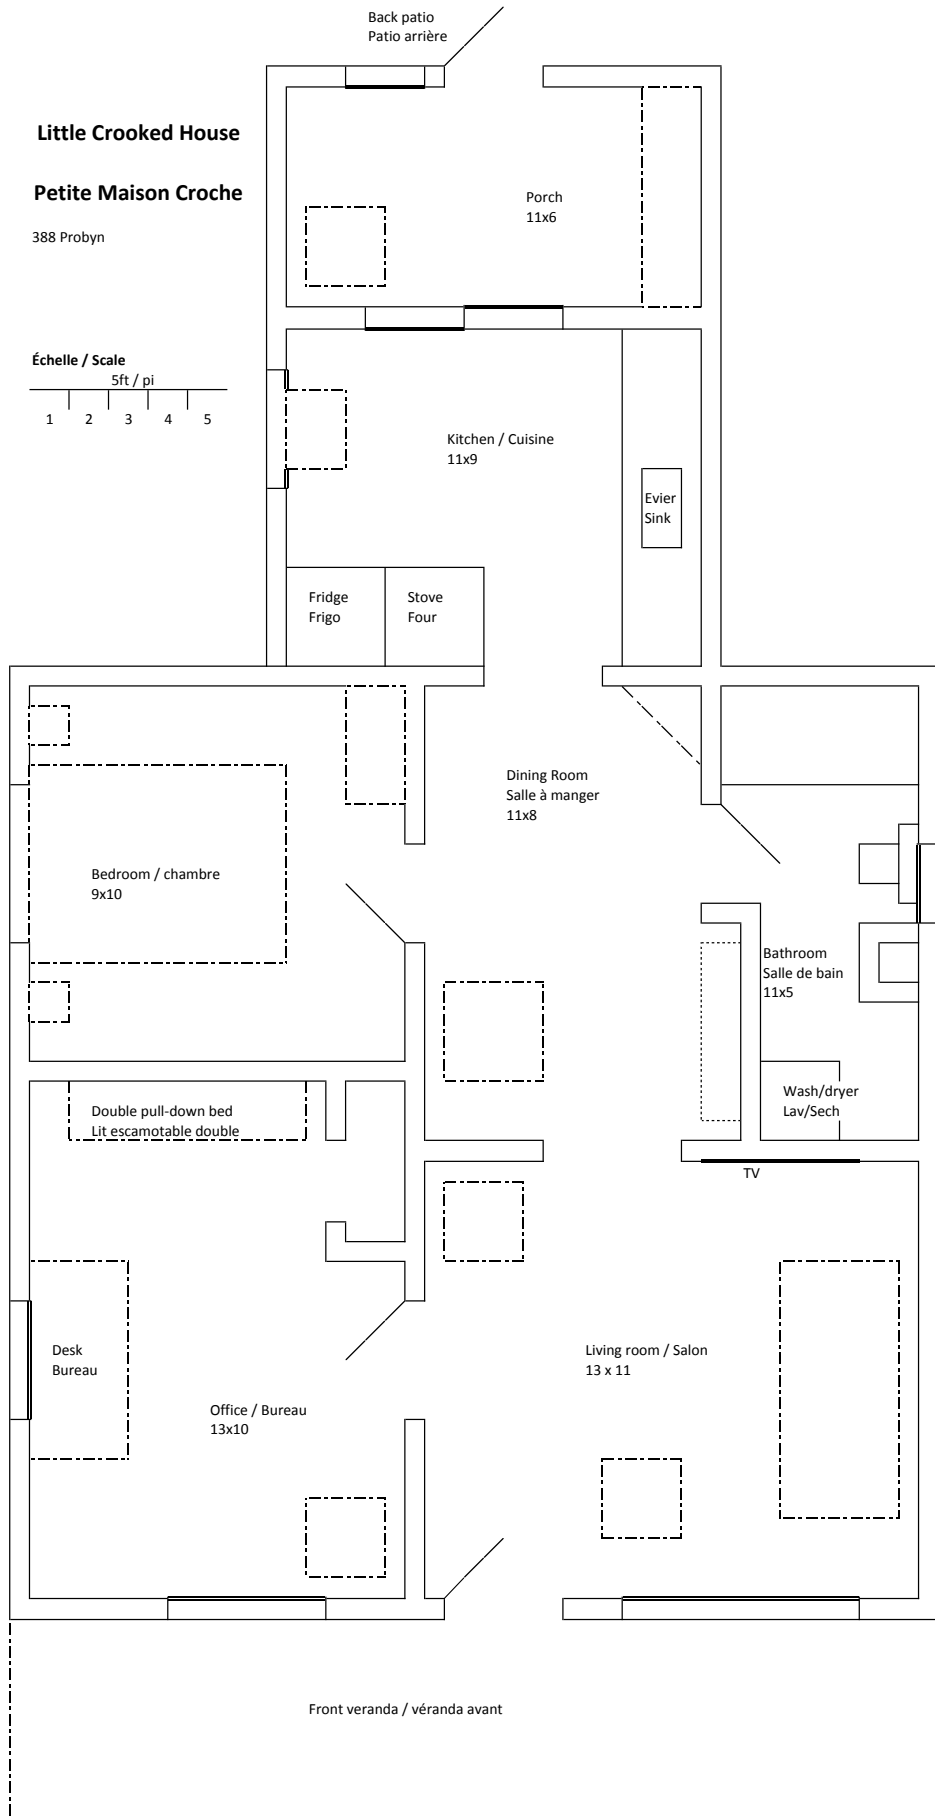 Back patio
Patio arrière
Little Crooked House
Petite Maison Croche
388 Probyn
Porch
11x6
Échelle / Scale
5ft / pi
1 2 3 4 5
Kitchen / Cuisine
11x9
Evier
Sink
Fridge
Frigo
Stove
Four
Dining Room
Salle à manger
11x8
Bedroom / chambre
9x10
Bathroom
Salle de bain
11x5
Wash/dryer
Lav/Sech
Double pull-down bed
Lit escamotable double
TV
Desk
Bureau
Living room / Salon
13 x 11
Office / Bureau
13x10
Front veranda / véranda avant